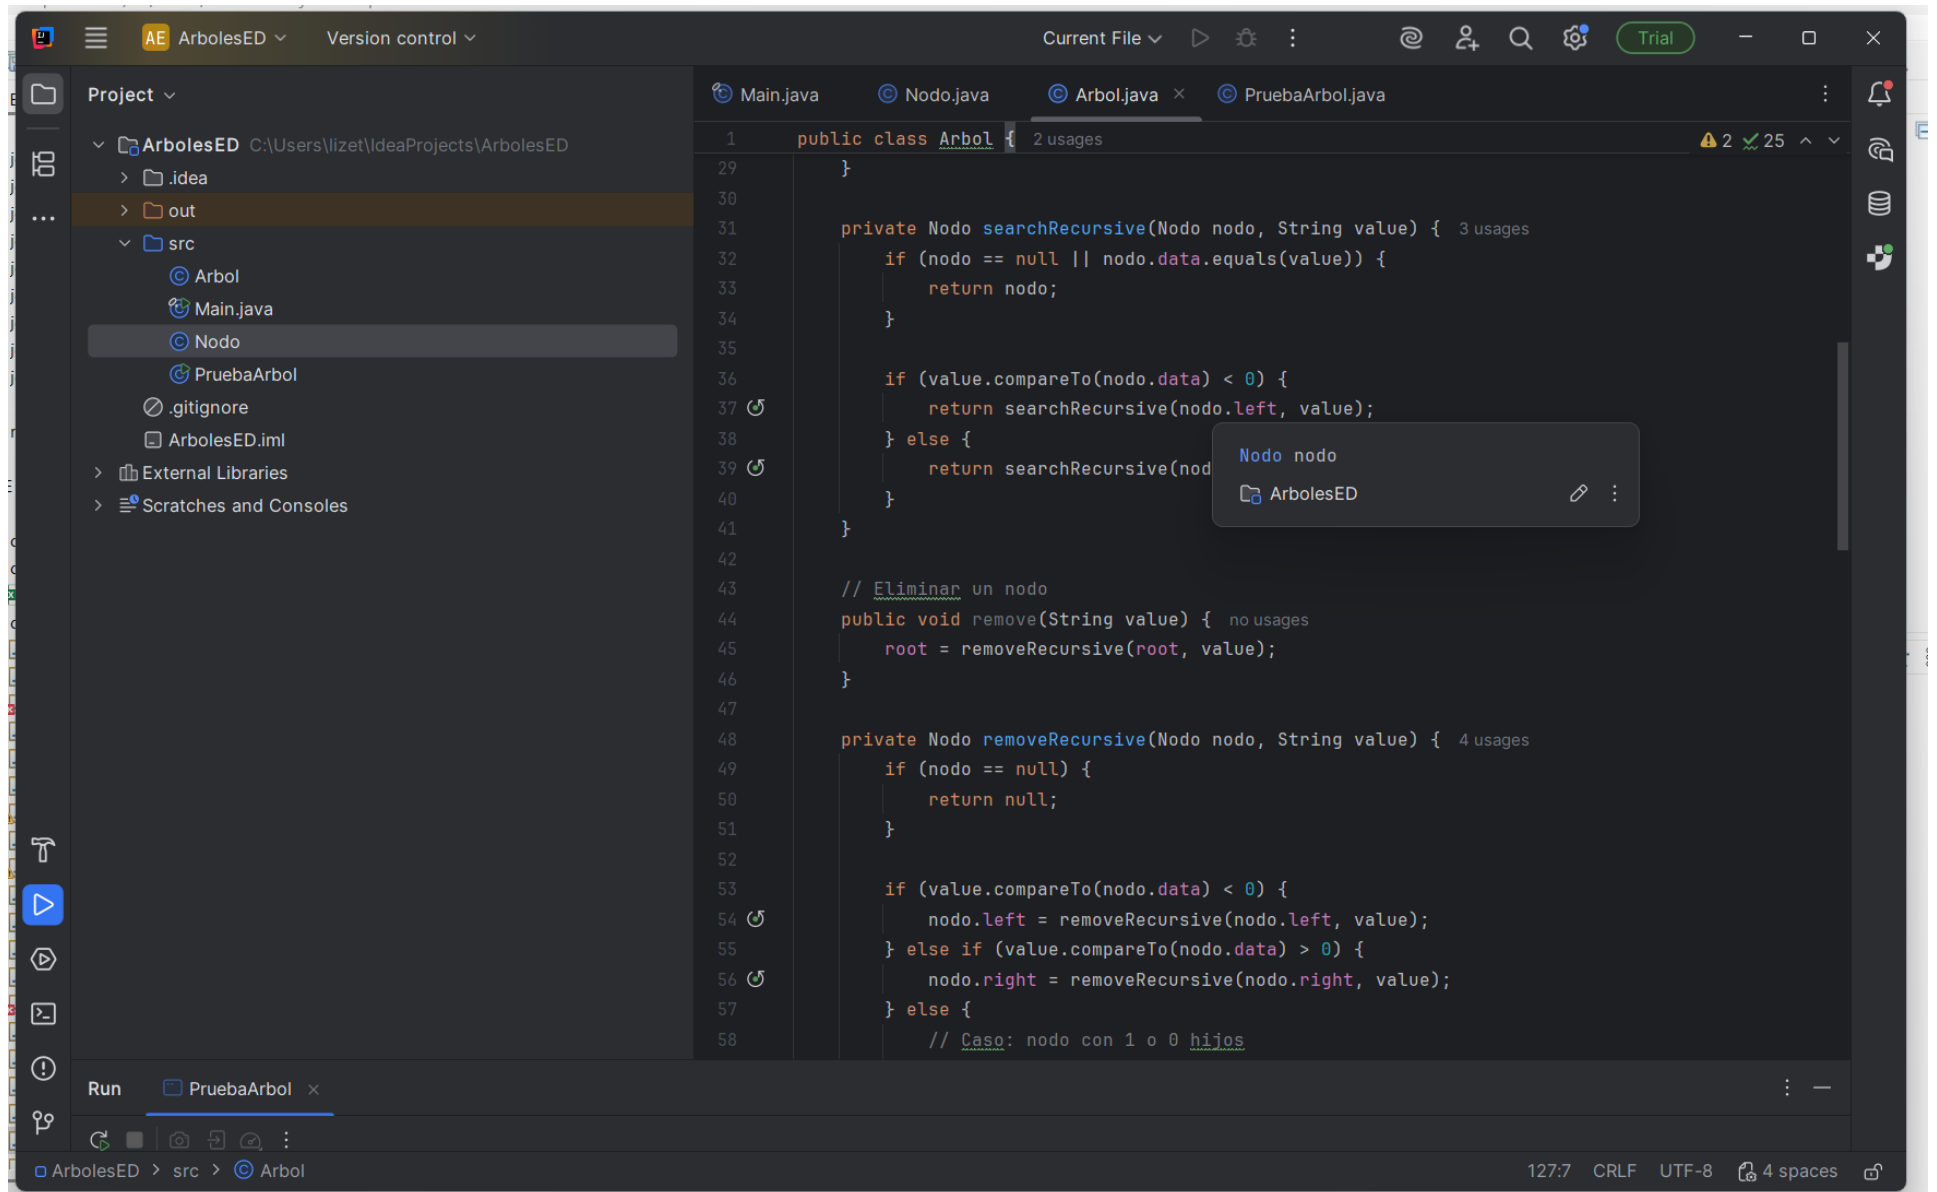 AE ArbolesED Version control Current File Trial
Project
ArbolesED C:\Users\lizet\IdeaProjects\ArbolesED
.idea
out
src
Arbol
Main.java
Nodo
PruebaArbol
.gitignore
ArbolesED.iml
External Libraries
Scratches and Consoles
Main.java Nodo.java Arbol.java PruebaArbol.java
1 public class Arbol { 2 usages
2 25
29 }
30
31 private Nodo searchRecursive(Nodo nodo, String value) { 3 usages
32 if (nodo == null || nodo.data.equals(value)) {
33 return nodo;
34 }
35
36 if (value.compareTo(nodo.data) < 0) {
37 return searchRecursive(nodo.left, value);
38 } else {
39 return searchRecursive(nod
40 }
41 }
42
43 // Eliminar un nodo
44 public void remove(String value) { no usages
45 root = removeRecursive(root, value);
46 }
47
48 private Nodo removeRecursive(Nodo nodo, String value) { 4 usages
49 if (nodo == null) {
50 return null;
51 }
52
53 if (value.compareTo(nodo.data) < 0) {
54 nodo.left = removeRecursive(nodo.left, value);
55 } else if (value.compareTo(nodo.data) > 0) {
56 nodo.right = removeRecursive(nodo.right, value);
57 } else {
58 // Caso: nodo con 1 o 0 hijos
Nodo nodo
ArbolesED
Run PruebaArbol
ArbolesED > src > Arbol
127:7 CRLF UTF-8 4 spaces